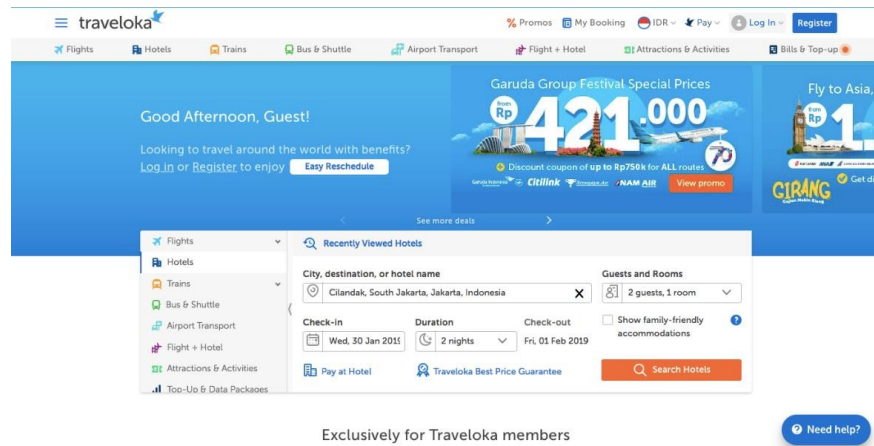 traveloka
% Promos My Booking IDR Pay Log In Register
Flights Hotels Trains Bus & Shuttle Airport Transport Flight + Hotel Attractions & Activities Bills & Top-up
Good Afternoon, Guest!
Looking to travel around the world with benefits?
Log in or Register to enjoy Easy Reschedule
Garuda Group Festival Special Prices
from Rp 421.000
70
Discount coupon of up to Rp750k for ALL routes
Citilink NAM AIR View promo
Fly to Asia,
from Rp 1
GIRANG
Get di
See more deals
Flights
Hotels
Trains
Bus & Shuttle
Airport Transport
Flight + Hotel
Attractions & Activities
Top-Up & Data Packages
Recently Viewed Hotels
City, destination, or hotel name Guests and Rooms
Cilandak, South Jakarta, Jakarta, Indonesia X 2 guests, 1 room
Check-in Duration Check-out Show family-friendly accommodations ?
Wed, 30 Jan 2019 2 nights Fri, 01 Feb 2019
Pay at Hotel Traveloka Best Price Guarantee Search Hotels
Exclusively for Traveloka members
? Need help?